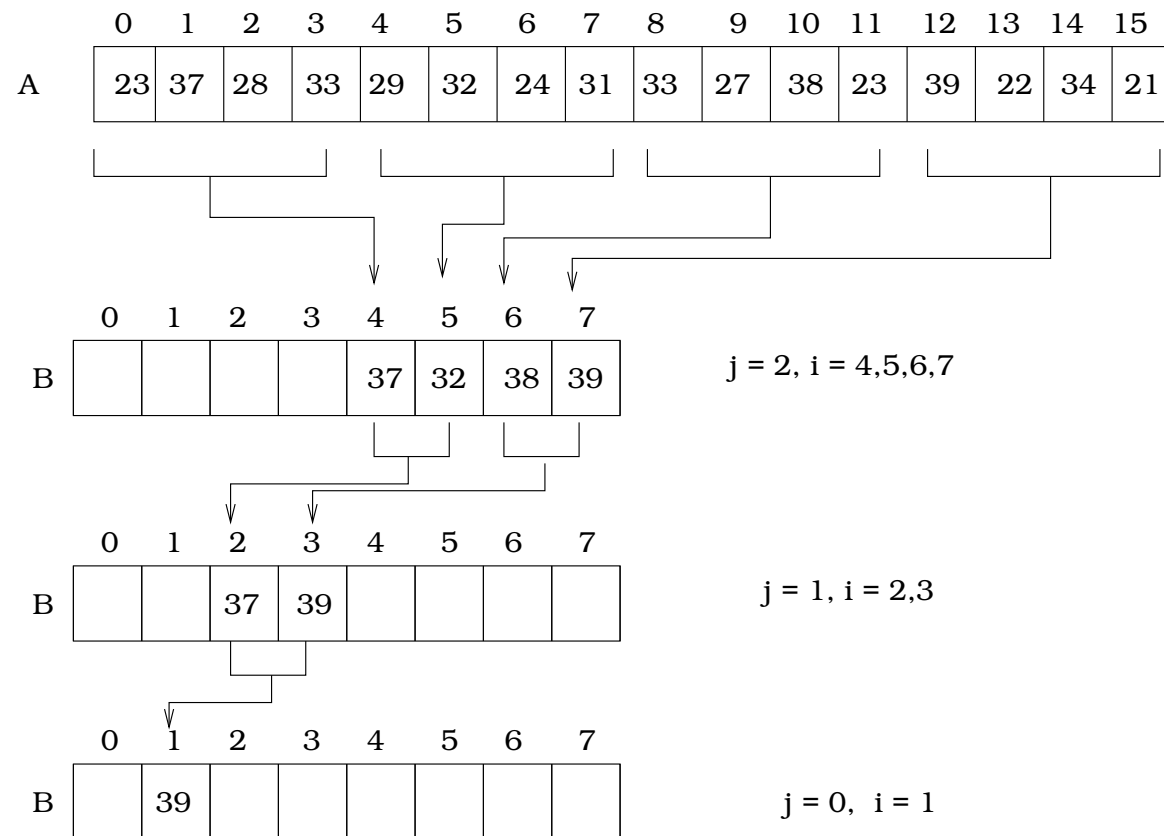 0 1 2 3 4 5 6 7 8 9 10 11 12 13 14 15
A 23 37 28 33 29 32 24 31 33 27 38 23 39 22 34 21
0 1 2 3 4 5 6 7
B 37 32 38 39 j = 2, i = 4,5,6,7
0 1 2 3 4 5 6 7
B 37 39 j = 1, i = 2,3
0 1 2 3 4 5 6 7
B 39 j = 0, i = 1